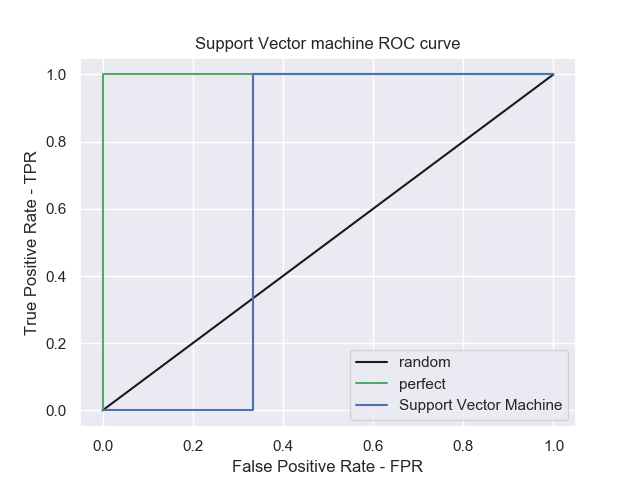 Support Vector machine ROC curve
True Positive Rate - TPR
1.0
0.8
0.6
0.4
0.2
0.0
random
perfect
Support Vector Machine
0.0 0.2 0.4 0.6 0.8 1.0
False Positive Rate - FPR